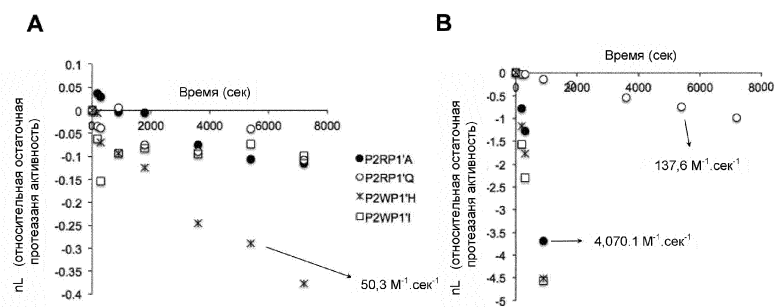 A
Время (сек)
0.1
0.05
0
-0.05
-0.1
-0.15
-0.2
-0.25
-0.3
-0.35
-0.4
2000
4000
6000
8000
nL (относительная остаточная
протеазаня активность)
P2RP1'A
P2RP1'Q
P2WP1'H
P2WP1'I
50,3 M⁻¹.сек⁻¹
B
Время (сек)
0
2000
4000
6000
8000
0
-0.5
-1
-1.5
-2
-2.5
-3
-3.5
-4
-4.5
-5
nL (относительная остаточная
протеазаня активность)
137,6 M⁻¹.сек⁻¹
4,070.1 M⁻¹.сек⁻¹